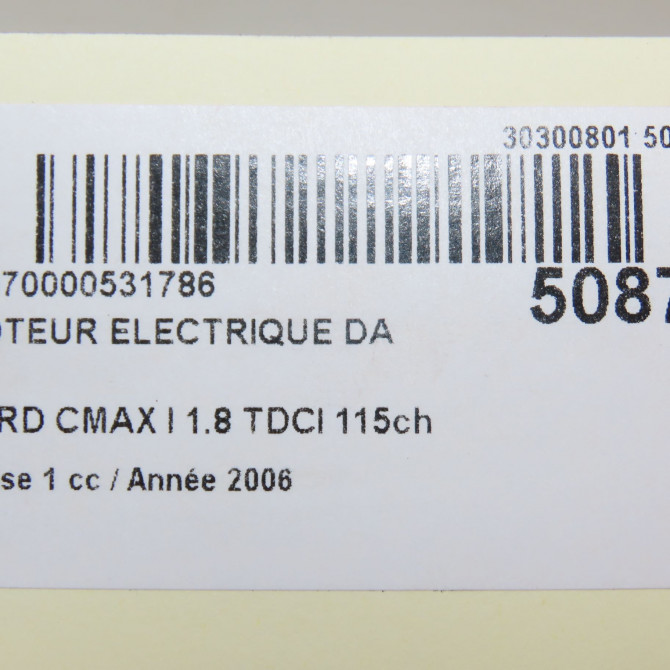 30300801 50
70000531786
5087
OTEUR ELECTRIQUE DA
RD CMAX I 1.8 TDCI 115ch
se 1 cc / Année 2006